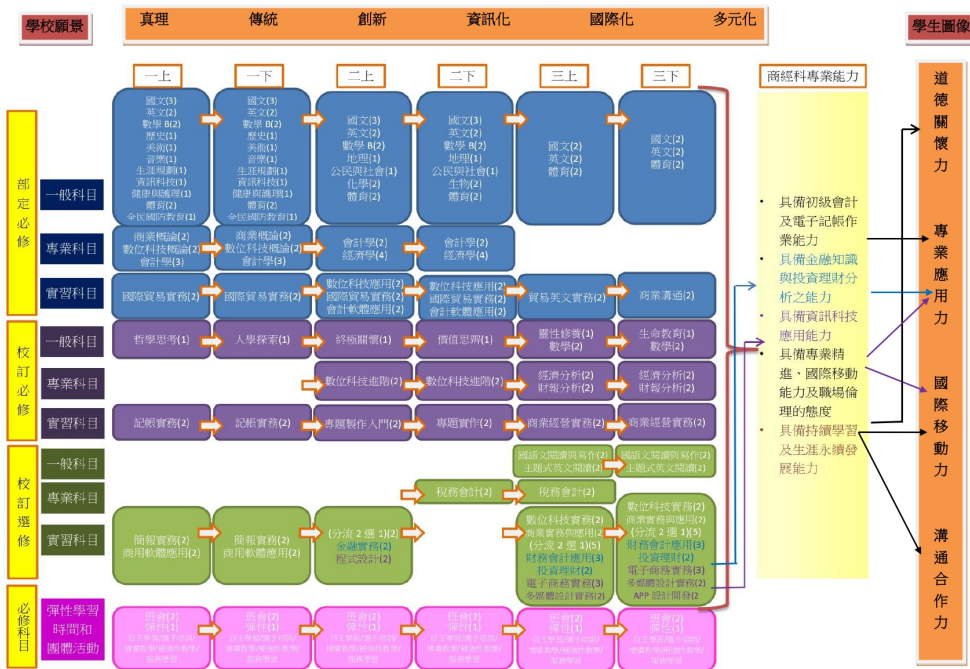 學校願景
真理 傳統 創新 資訊化 國際化 多元化
學生圖像
一上 一下 二上 二下 三上 三下
商經科專業能力
部定必修
一般科目
國文(3)
英文(2)
數學 B(2)
歷史(1)
美術(1)
音樂(1)
生涯規劃(1)
資訊科技(1)
健康與護理(1)
體育(2)
全民國防教育(1)
國文(3)
英文(2)
數學 B(2)
歷史(1)
美術(1)
音樂(1)
生涯規劃(1)
資訊科技(1)
健康與護理(1)
體育(2)
全民國防教育(1)
國文(3)
英文(2)
數學 B(2)
地理(1)
公民與社會(1)
化學(2)
體育(2)
國文(3)
英文(2)
數學 B(2)
地理(1)
公民與社會(1)
生物(2)
體育(2)
國文(2)
英文(2)
體育(2)
國文(2)
英文(2)
體育(2)
專業科目
商業概論(2)
數位科技概論(2)
會計學(3)
商業概論(2)
數位科技概論(2)
會計學(3)
會計學(2)
經濟學(4)
會計學(2)
經濟學(4)
實習科目
國際貿易實務(2)
國際貿易實務(2)
數位科技應用(2)
國際貿易實務(2)
會計軟體應用(2)
數位科技應用(2)
國際貿易實務(2)
會計軟體應用(2)
貿易英文實務(2)
商業溝通(2)
校訂必修
一般科目
哲學思考(1)
人學探索(1)
終極關懷(1)
價值思辨(1)
靈性修養(1)
數學(2)
生命教育(1)
數學(2)
專業科目
數位科技進階(2)
數位科技進階(2)
經濟分析(2)
財報分析(2)
經濟分析(2)
財報分析(2)
實習科目
記帳實務(2)
記帳實務(2)
專題製作入門(2)
專題實作(2)
商業經營實務(2)
商業經營實務(2)
校訂選修
一般科目
國語文閱讀與寫作(2)
主題式英文閱讀(2)
國語文閱讀與寫作(2)
主題式英文閱讀(2)
專業科目
稅務會計(2)
稅務會計(2)
實習科目
簡報實務(2)
商用軟體應用(2)
簡報實務(2)
商用軟體應用(2)
(分流 2 選 1)(2)
金融實務(2)
程式設計(2)
數位科技實務(2)
商業實務與應用(2)
(分流 2 選 1)(5)
財務會計應用(3)
投資理財(2)
電子商務實務(3)
多媒體設計實務(2)
數位科技實務(2)
商業實務與應用(2)
(分流 2 選 1)(5)
財務會計應用(3)
投資理財(2)
電子商務實務(3)
多媒體設計實務(2)
APP 設計開發(2
必修科目
彈性學習
時間和
團體活動
班會(2)
彈性(1)
班會(2)
彈性(1)
班會(2)
彈性(1)
班會(2)
彈性(1)
班會(2)
彈性(1)
班會(2)
彈性(1)
• 具備初級會計
及電子記帳作
業能力
• 具備金融知識
與投資理財分
析之能力
• 具備資訊科技
應用能力
• 具備專業精
進、國際移動
能力及職場倫
理的態度
• 具備持續學習
及生涯永續發
展能力
道德關懷力
專業應用力
國際移動力
溝通合作力